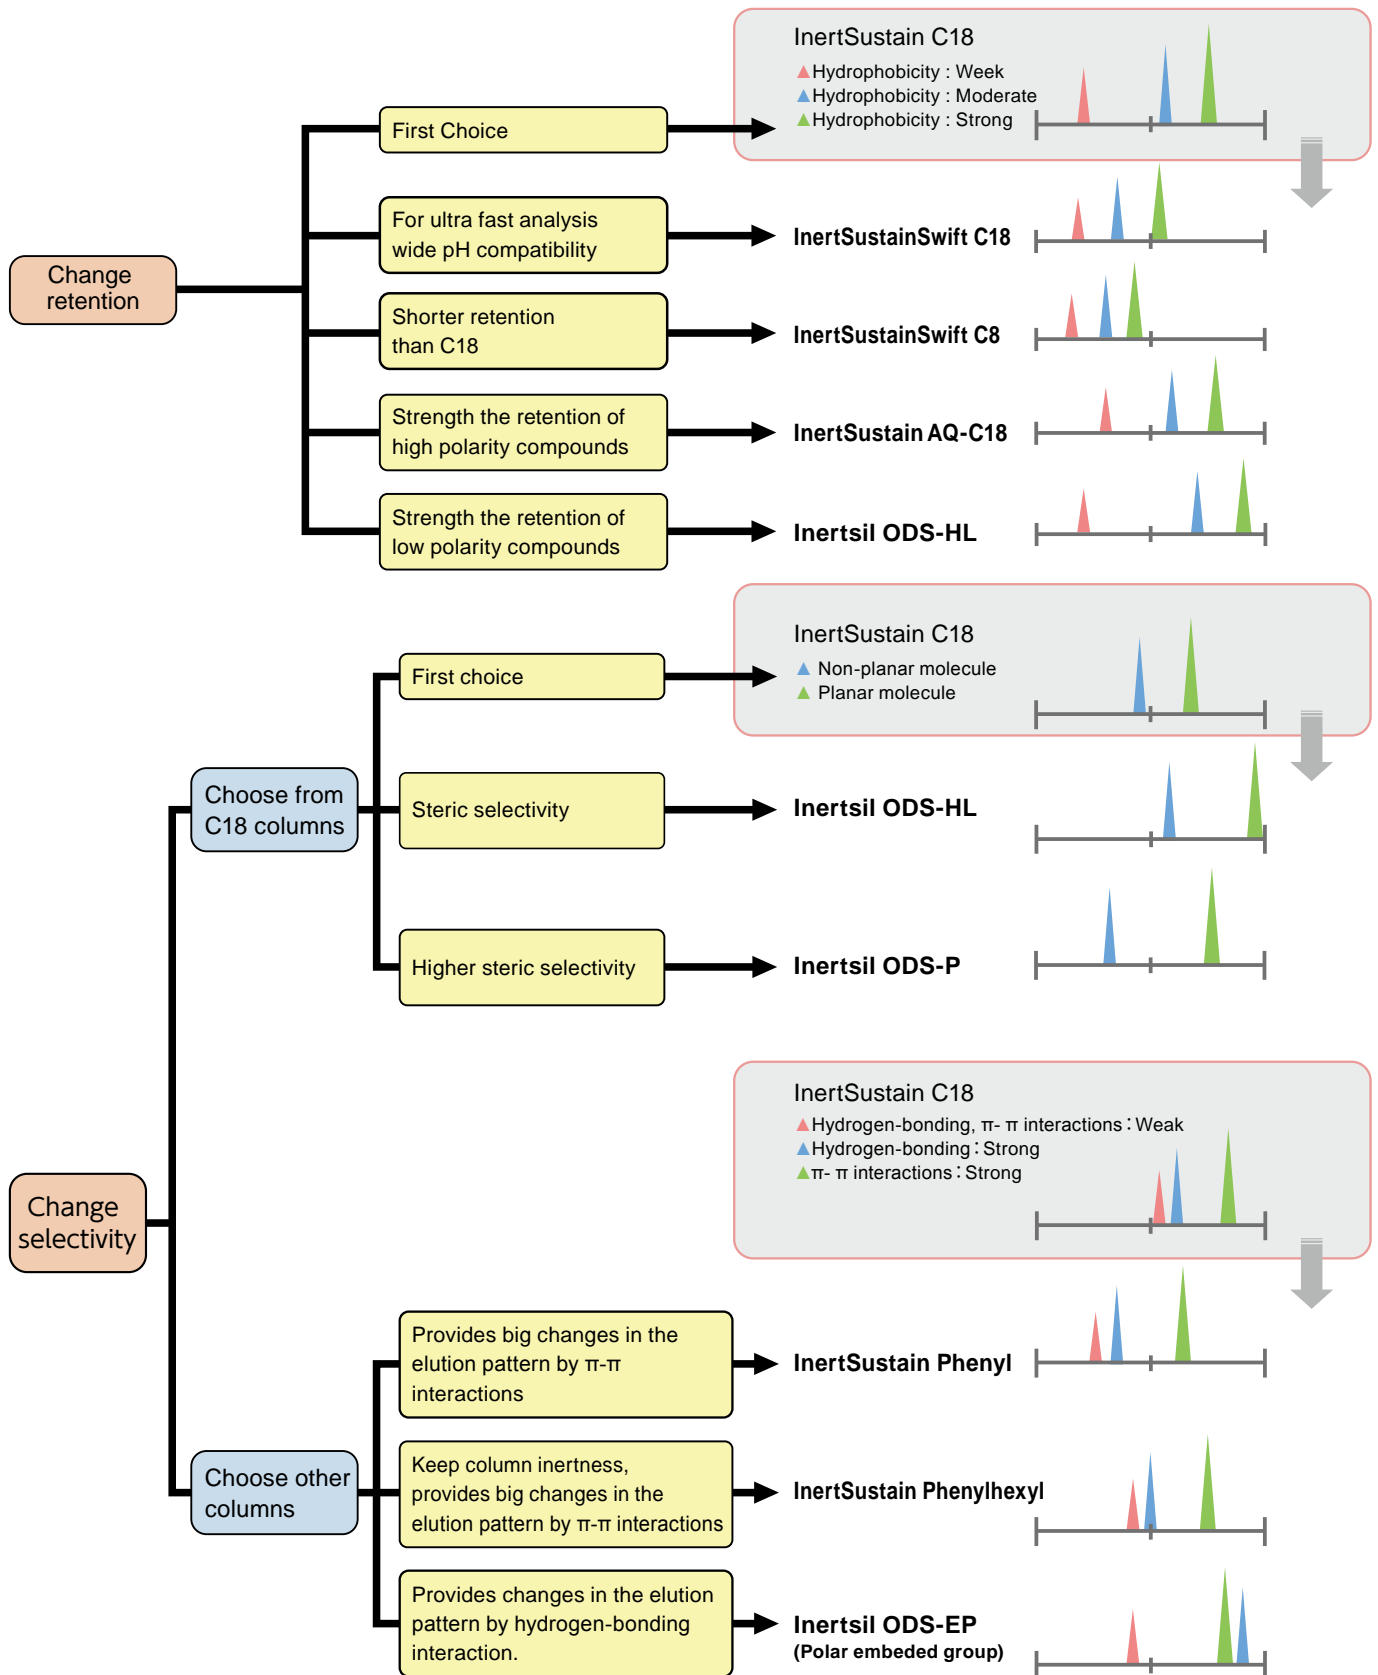 InertSustain C18
Hydrophobicity : Week
Hydrophobicity : Moderate
Hydrophobicity : Strong
First Choice
For ultra fast analysis
wide pH compatibility
InertSustainSwift C18
Change
retention
Shorter retention
than C18
InertSustainSwift C8
Strength the retention of
high polarity compounds
InertSustain AQ-C18
Strength the retention of
low polarity compounds
Inertsil ODS-HL
InertSustain C18
Non-planar molecule
Planar molecule
First choice
Choose from
C18 columns
Steric selectivity
Inertsil ODS-HL
Higher steric selectivity
Inertsil ODS-P
InertSustain C18
Hydrogen-bonding, π- π interactions：Weak
Hydrogen-bonding：Strong
π- π interactions：Strong
Change
selectivity
Provides big changes in the
elution pattern by π-π
interactions
InertSustain Phenyl
Choose other
columns
Keep column inertness,
provides big changes in the
elution pattern by π-π interactions
InertSustain Phenylhexyl
Provides changes in the elution
pattern by hydrogen-bonding
interaction.
Inertsil ODS-EP
(Polar embeded group)